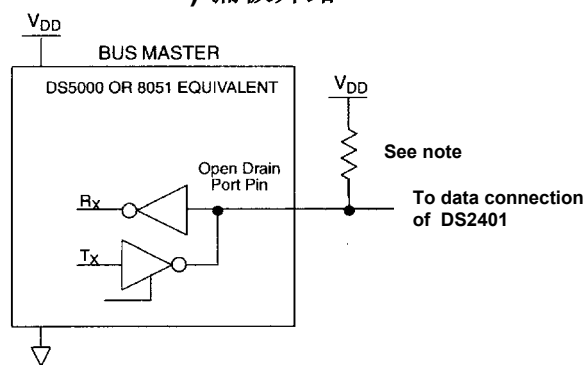 VDD
BUS MASTER
DS5000 OR 8051 EQUIVALENT
VDD
See note
Open Drain
Port Pin
RX
To data connection
of DS2401
TX